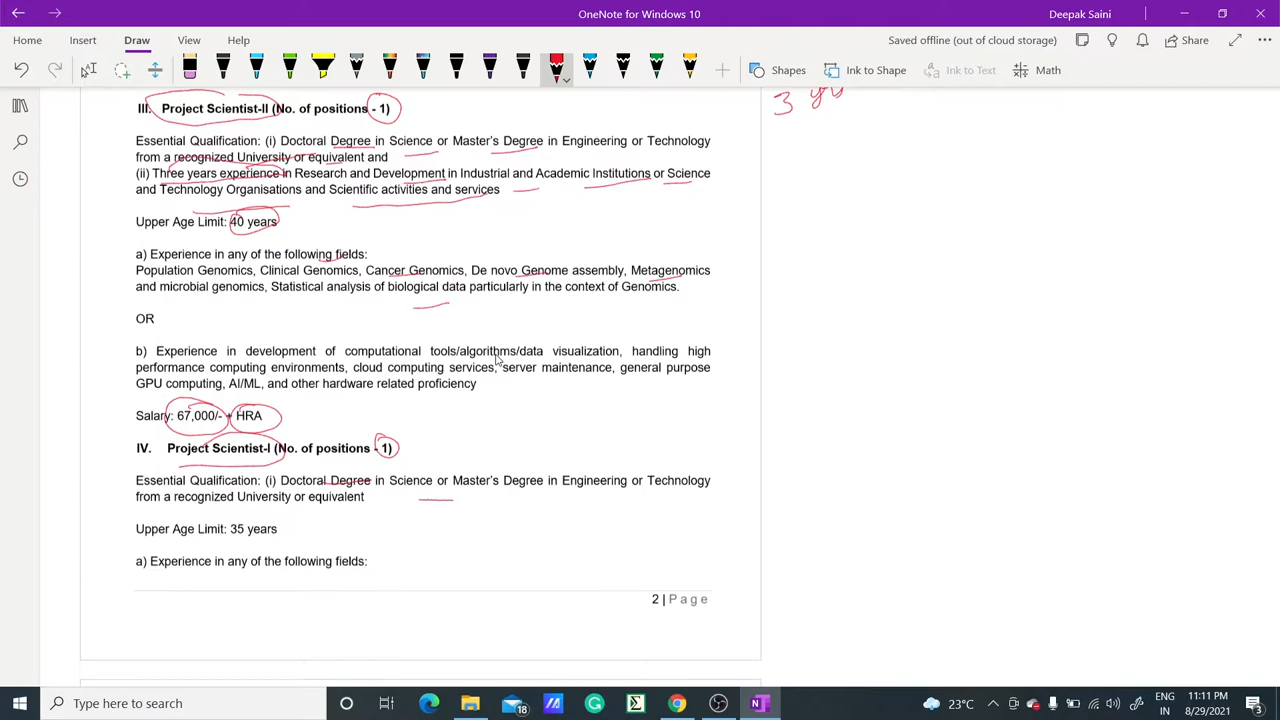 OneNote for Windows 10
Deepak Saini
Home Insert Draw View Help
Saved offline (out of cloud storage)
Share
Shapes
Ink to Shape
Ink to Text
Math
3
III. Project Scientist-II (No. of positions - 1)
Essential Qualification: (i) Doctoral Degree in Science or Master's Degree in Engineering or Technology
from a recognized University or equivalent and
(ii) Three years experience in Research and Development in Industrial and Academic Institutions or Science
and Technology Organisations and Scientific activities and services
Upper Age Limit: 40 years
a) Experience in any of the following fields:
Population Genomics, Clinical Genomics, Cancer Genomics, De novo Genome assembly, Metagenomics
and microbial genomics, Statistical analysis of biological data particularly in the context of Genomics.
OR
b) Experience in development of computational tools/algorithms/data visualization, handling high
performance computing environments, cloud computing services, server maintenance, general purpose
GPU computing, AI/ML, and other hardware related proficiency
Salary: 67,000/- + HRA
IV. Project Scientist-I (No. of positions - 1)
Essential Qualification: (i) Doctoral Degree in Science or Master's Degree in Engineering or Technology
from a recognized University or equivalent
Upper Age Limit: 35 years
a) Experience in any of the following fields:
2 | Page
Type here to search
18
23°C
ENG
IN
11:11 PM
8/29/2021
3